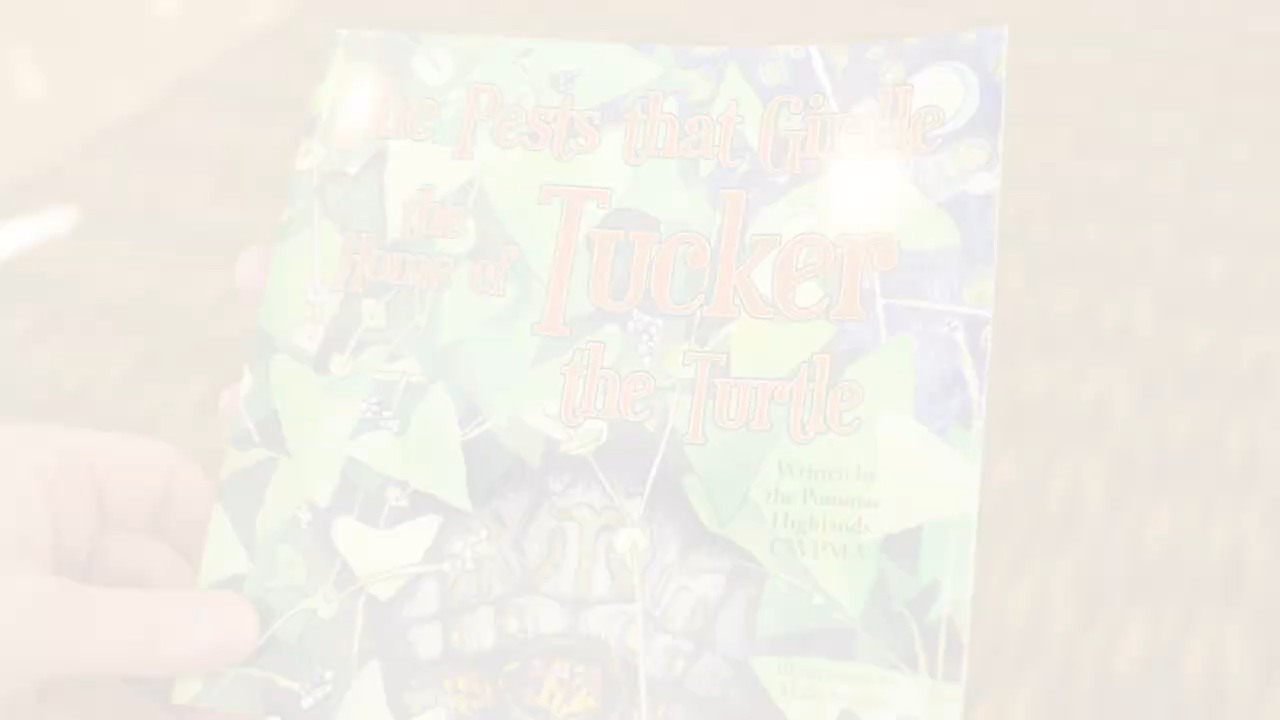 The Pests that Girdle
the
Home of
Tucker
the Turtle
Written by
the Potomac
Highlands
CWPMA